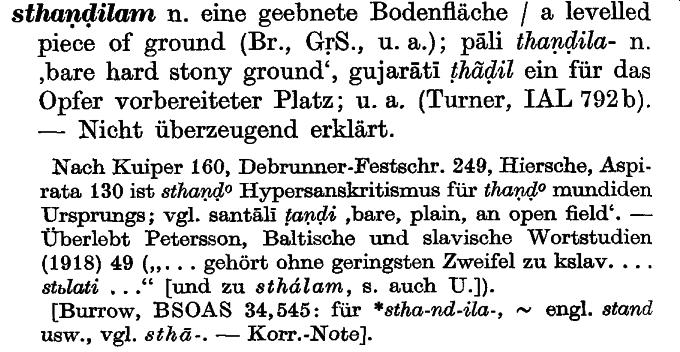 sthaṇḍilam n. eine geebnete Bodenfläche / a levelled
piece of ground (Br., GṛS., u. a.); pāli thaṇḍila- n.
‚bare hard stony ground‘, gujarātī ṭhā̃ḍil ein für das
Opfer vorbereiteter Platz; u. a. (Turner, IAL 792b).
— Nicht überzeugend erklärt.
Nach Kuiper 160, Debrunner-Festschr. 249, Hiersche, Aspi-
rata 130 ist sthaṇḍ° Hypersanskritismus für thaṇḍ° mundiden
Ursprungs; vgl. santālī ṭaṇḍi ‚bare, plain, an open field‘. —
Überlebt Petersson, Baltische und slavische Wortstudien
(1918) 49 („. . . gehört ohne geringsten Zweifel zu kslav. . . .
stьlati . . .“ [und zu sthálam, s. auch U.]).
[Burrow, BSOAS 34,545: für *stha-nd-ila-, ~ engl. stand
usw., vgl. sthā-. — Korr.-Note].